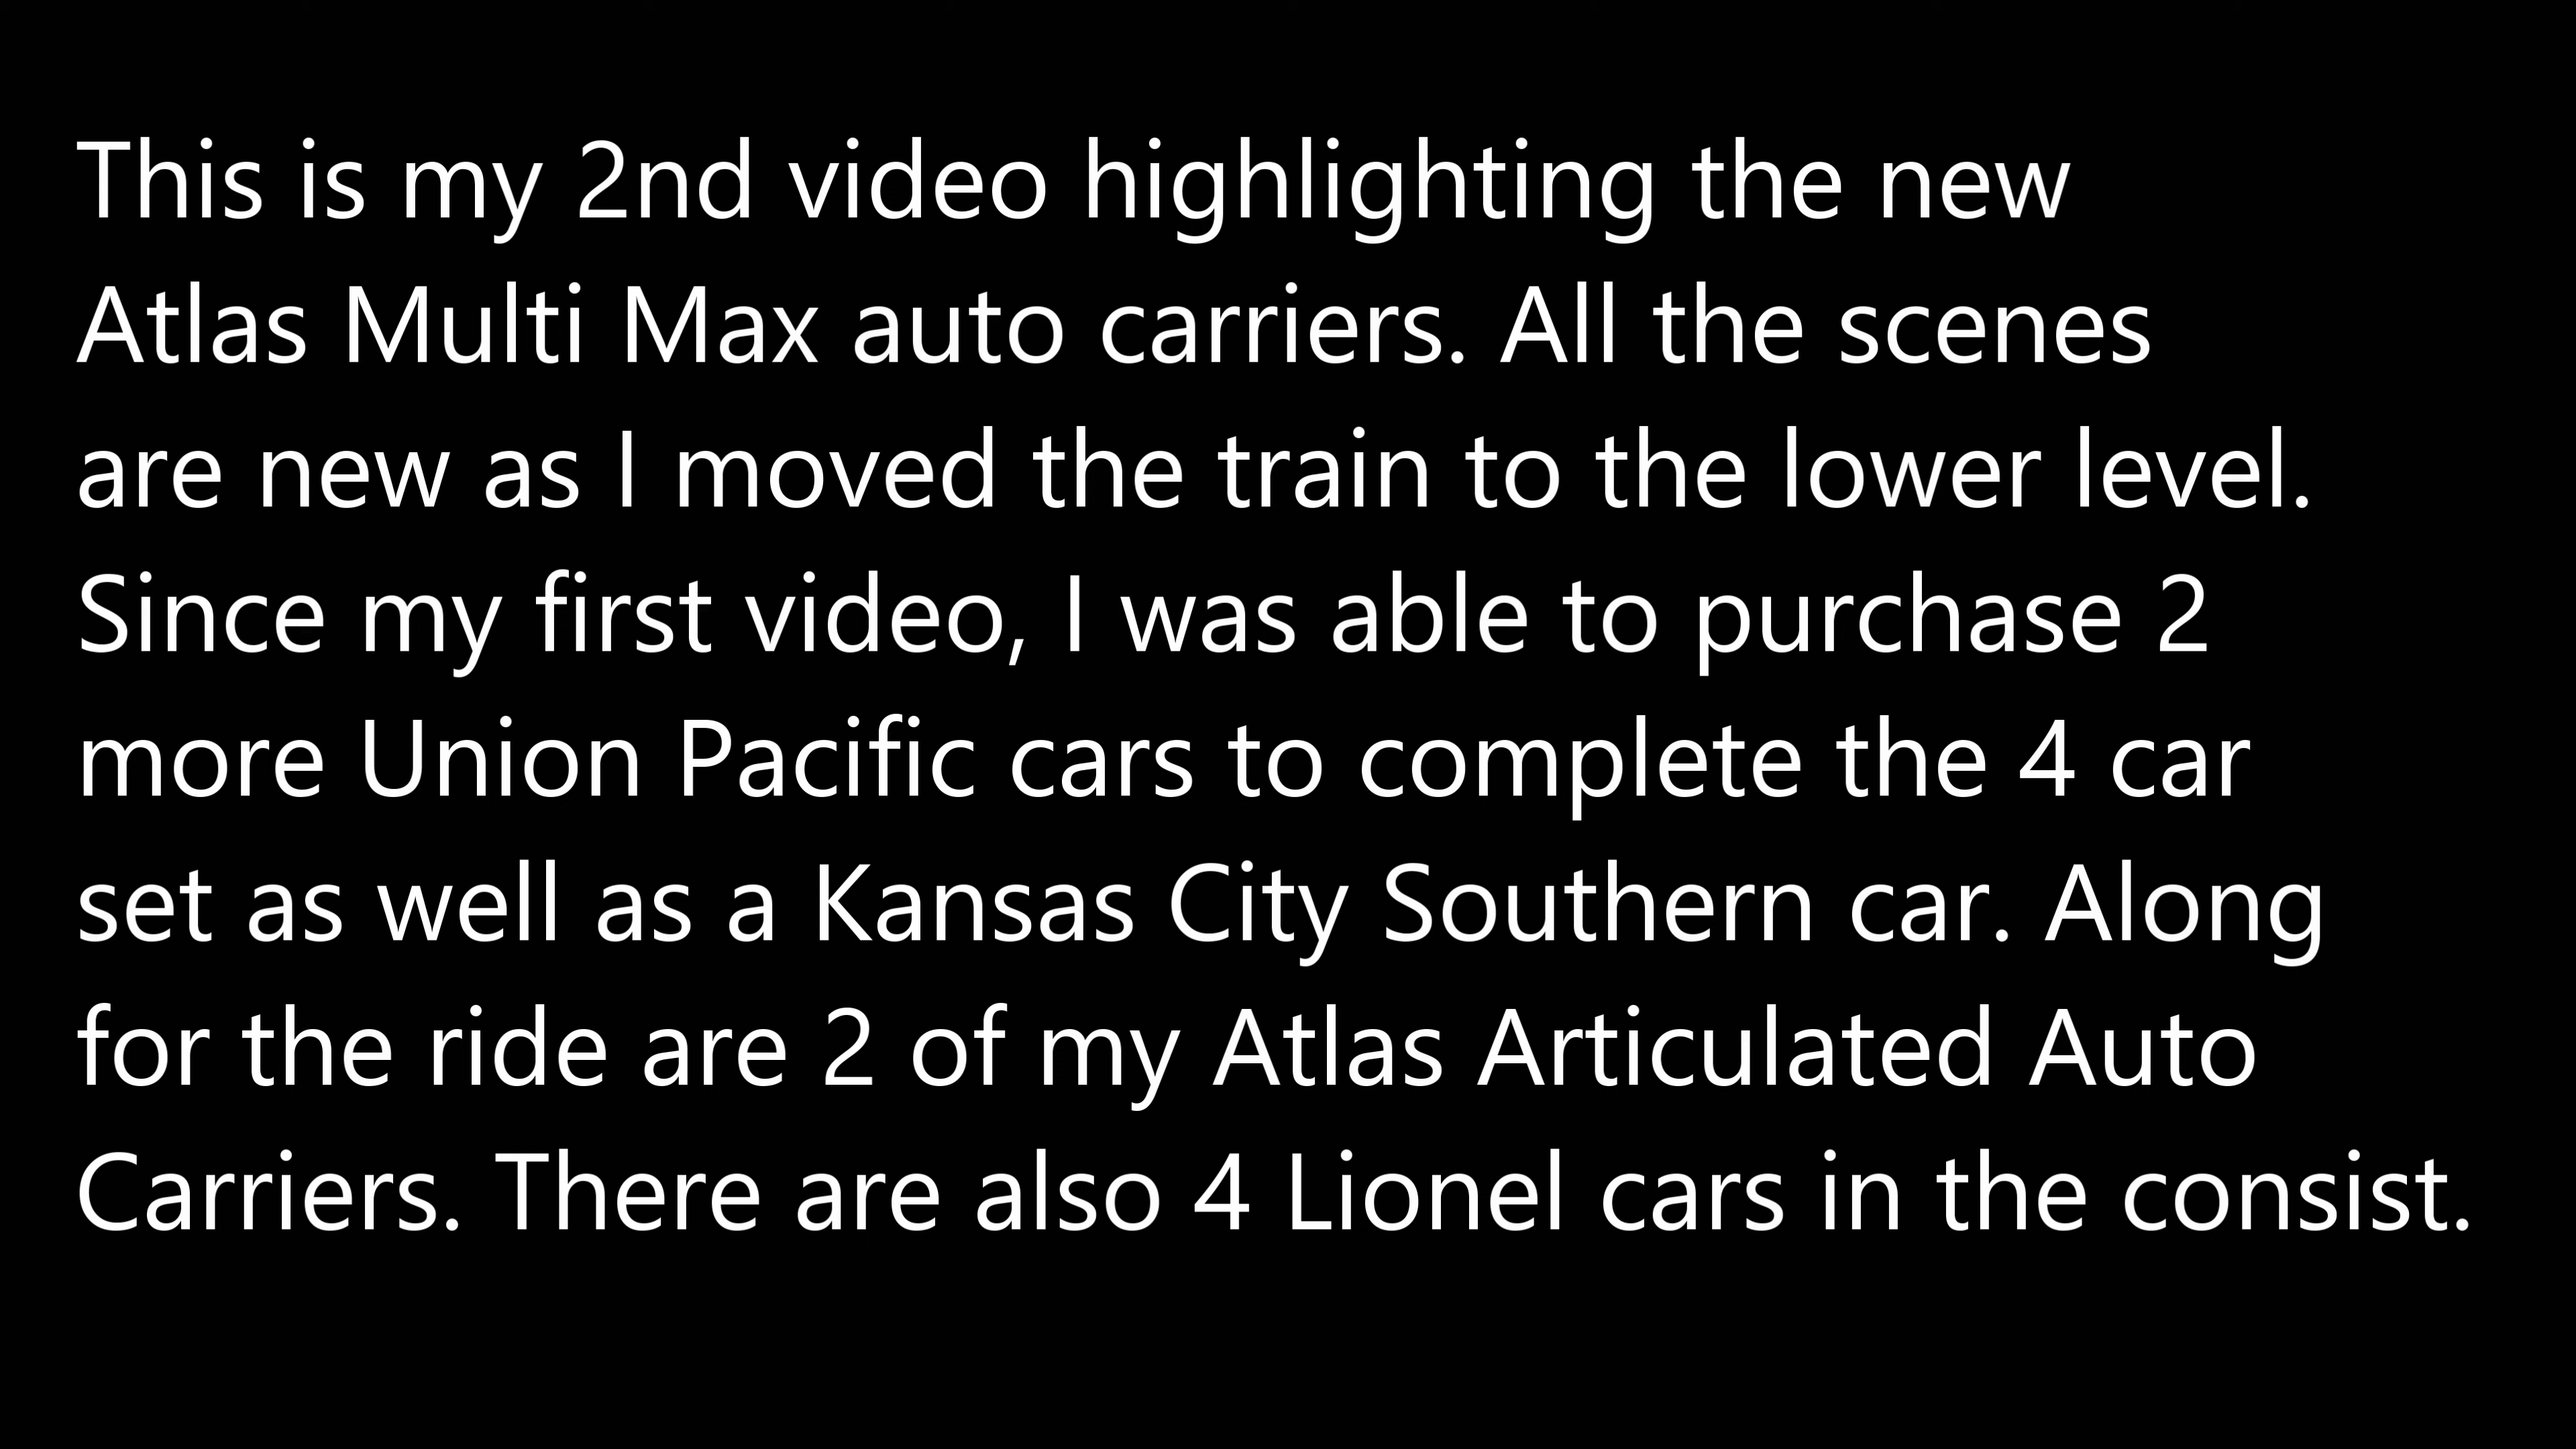 This is my 2nd video highlighting the new
Atlas Multi Max auto carriers. All the scenes
are new as I moved the train to the lower level.
Since my first video, I was able to purchase 2
more Union Pacific cars to complete the 4 car
set as well as a Kansas City Southern car. Along
for the ride are 2 of my Atlas Articulated Auto
Carriers. There are also 4 Lionel cars in the consist.